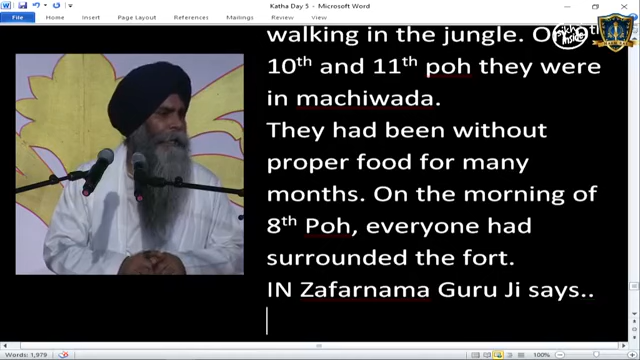 Katha Day 5 - Microsoft Word
File Home Insert Page Layout References Mailings Review View
walking in the jungle. O
10th and 11th poh they were
in machiwada.
They had been without
proper food for many
months. On the morning of
8th Poh, everyone had
surrounded the fort.
IN Zafarnama Guru Ji says..
Words: 1,979
100%